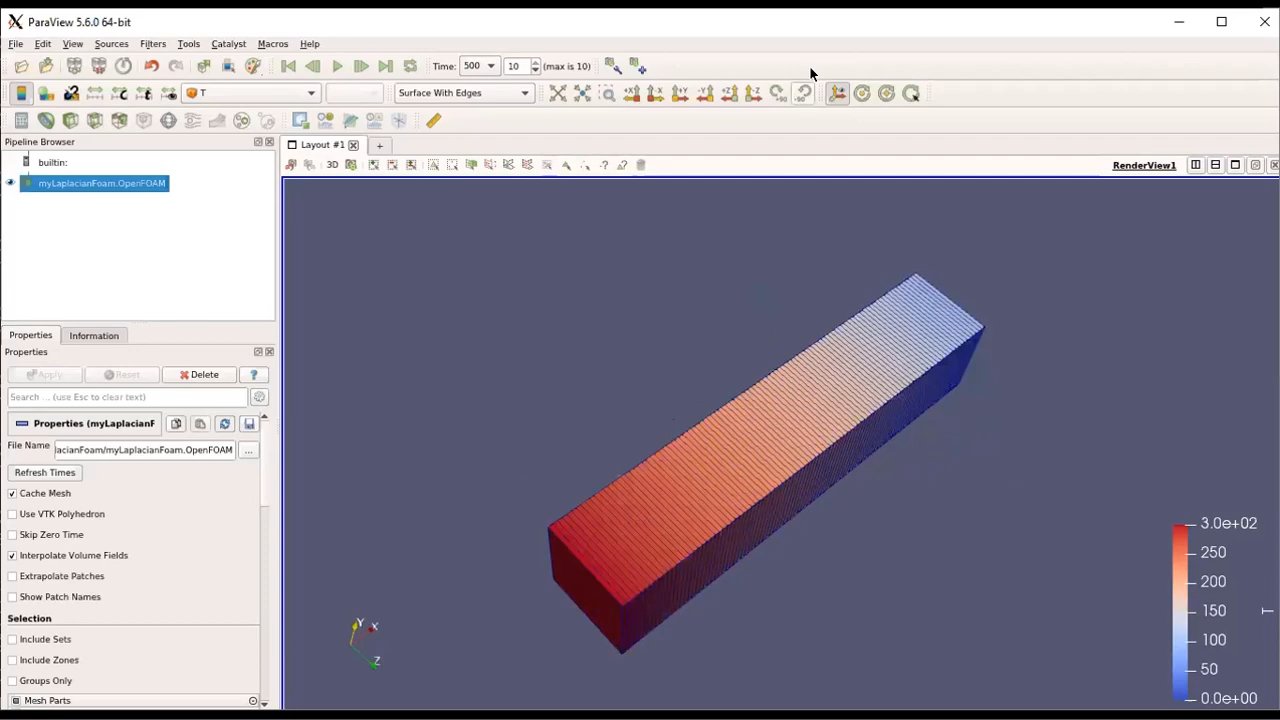 ParaView 5.6.0 64-bit
File Edit View Sources Filters Tools Catalyst Macros Help
Time: 500 10 (max is 10)
T Surface With Edges +X -X +Y -Y +Z -Z +90 -90
Pipeline Browser
builtin:
myLaplacianFoam.OpenFOAM
Layout #1 +
3D RenderView1
Properties Information
Properties
Apply Reset Delete ?
Search ... (use Esc to clear text)
Properties (myLaplacianF
File Name lacianFoam/myLaplacianFoam.OpenFOAM ...
Refresh Times
Cache Mesh
Use VTK Polyhedron
Skip Zero Time
Interpolate Volume Fields
Extrapolate Patches
Show Patch Names
Selection
Include Sets
Include Zones
Groups Only
Mesh Parts
Y
X
Z
3.0e+02
250
200
150
100
50
0.0e+00
T